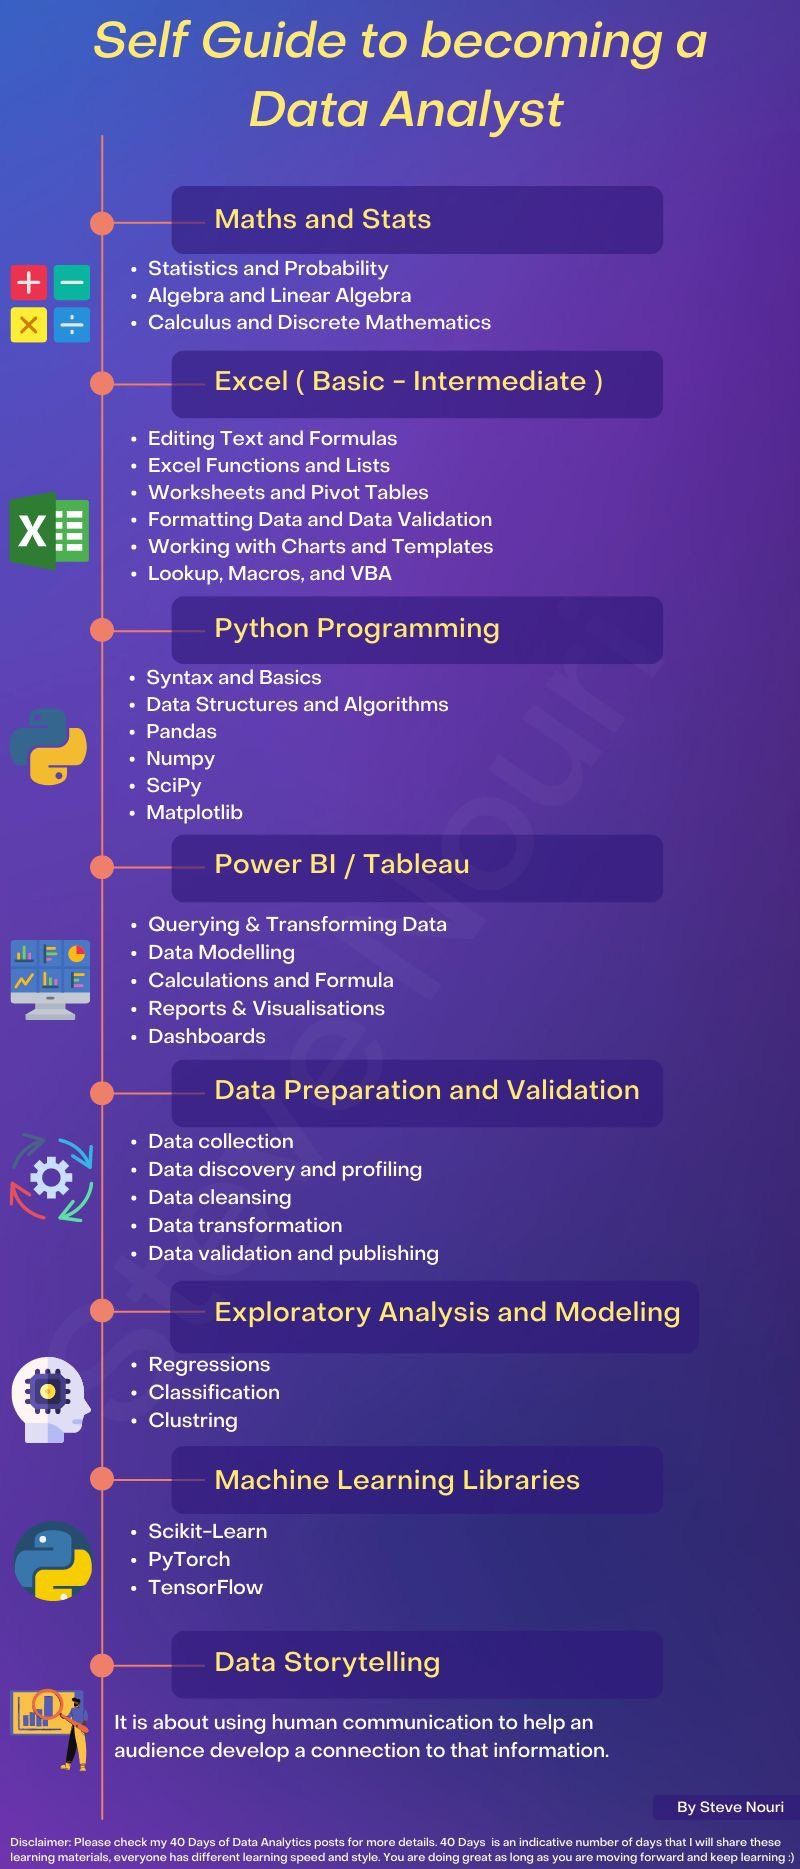 Self Guide to becoming a
Data Analyst
Maths and Stats
• Statistics and Probability
• Algebra and Linear Algebra
• Calculus and Discrete Mathematics
Excel ( Basic - Intermediate )
• Editing Text and Formulas
• Excel Functions and Lists
• Worksheets and Pivot Tables
• Formatting Data and Data Validation
• Working with Charts and Templates
• Lookup, Macros, and VBA
X
Python Programming
• Syntax and Basics
• Data Structures and Algorithms
• Pandas
• Numpy
• SciPy
• Matplotlib
Power BI / Tableau
• Querying & Transforming Data
• Data Modelling
• Calculations and Formula
• Reports & Visualisations
• Dashboards
Data Preparation and Validation
• Data collection
• Data discovery and profiling
• Data cleansing
• Data transformation
• Data validation and publishing
Exploratory Analysis and Modeling
• Regressions
• Classification
• Clustring
Machine Learning Libraries
• Scikit-Learn
• PyTorch
• TensorFlow
Data Storytelling
It is about using human communication to help an
audience develop a connection to that information.
By Steve Nouri
Disclaimer: Please check my 40 Days of Data Analytics posts for more details. 40 Days is an indicative number of days that I will share these
learning materials, everyone has different learning speed and style. You are doing great as long as you are moving forward and keep learning :)
Steve Nouri